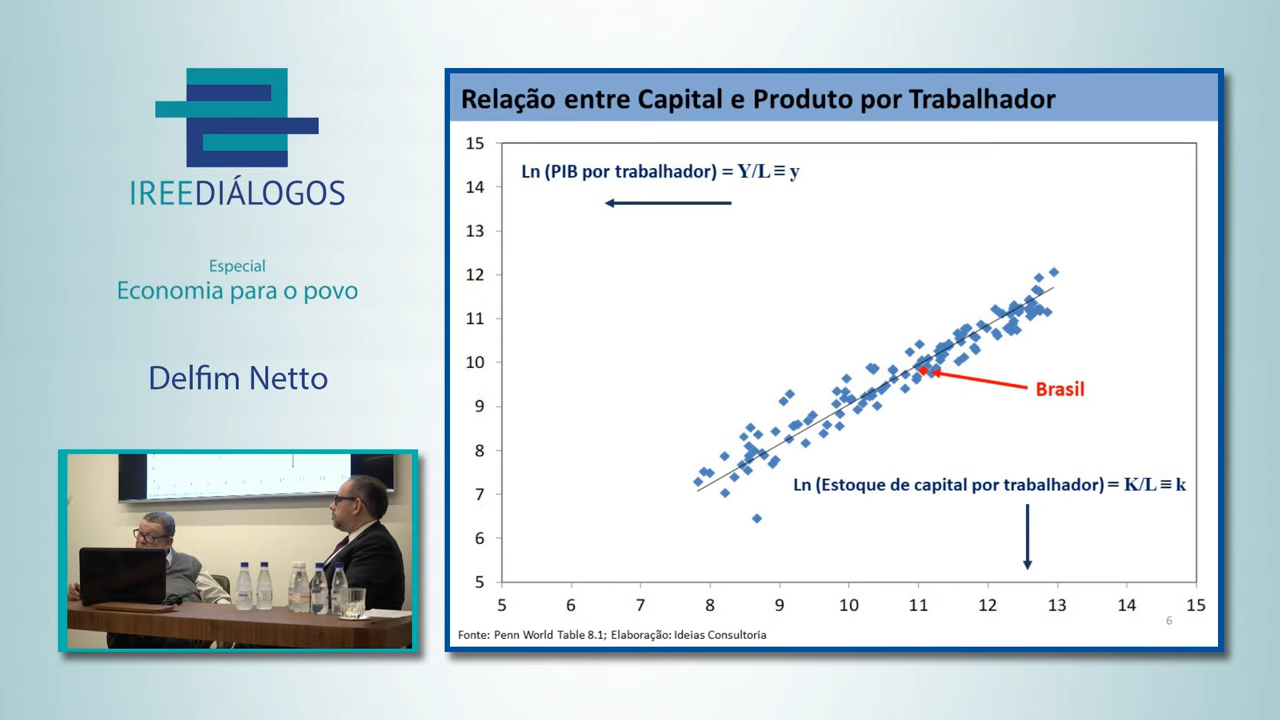 IREEDIÁLOGOS
Especial
Economia para o povo
Delfim Netto
Relação entre Capital e Produto por Trabalhador
15
14
13
12
11
10
9
8
7
6
5
Ln (PIB por trabalhador) = Y/L ≡ y
Brasil
Ln (Estoque de capital por trabalhador) = K/L ≡ k
5 6 7 8 9 10 11 12 13 14 15
6
Fonte: Penn World Table 8.1; Elaboração: Ideias Consultoria